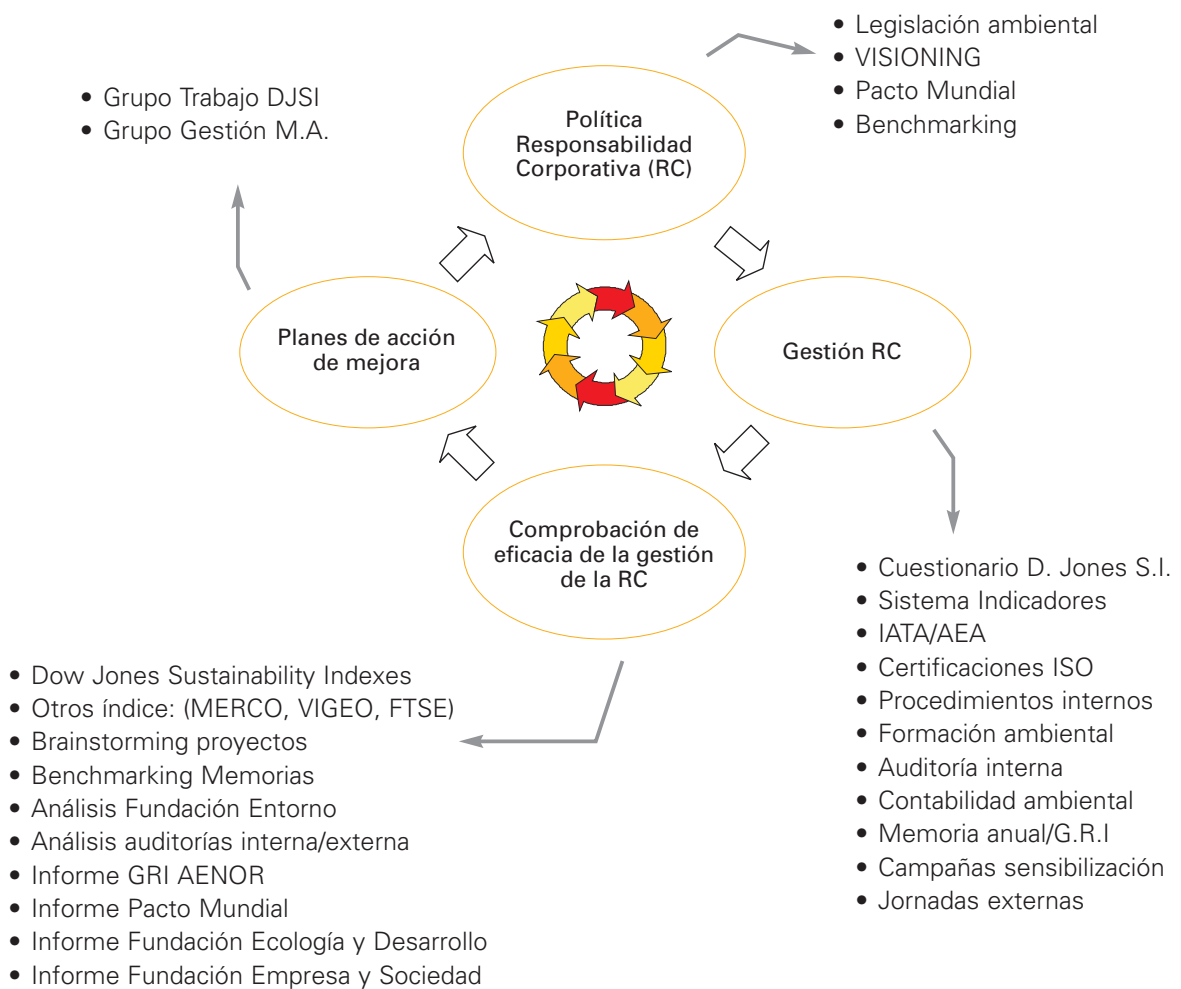 • Legislación ambiental
• VISIONING
• Pacto Mundial
• Benchmarking
• Grupo Trabajo DJSI
• Grupo Gestión M.A.
Política
Responsabilidad
Corporativa (RC)
Planes de acción
de mejora
Gestión RC
Comprobación de
eficacia de la gestión
de la RC
• Cuestionario D. Jones S.I.
• Sistema Indicadores
• IATA/AEA
• Certificaciones ISO
• Procedimientos internos
• Formación ambiental
• Auditoría interna
• Contabilidad ambiental
• Memoria anual/G.R.I
• Campañas sensibilización
• Jornadas externas
• Dow Jones Sustainability Indexes
• Otros índice: (MERCO, VIGEO, FTSE)
• Brainstorming proyectos
• Benchmarking Memorias
• Análisis Fundación Entorno
• Análisis auditorías interna/externa
• Informe GRI AENOR
• Informe Pacto Mundial
• Informe Fundación Ecología y Desarrollo
• Informe Fundación Empresa y Sociedad